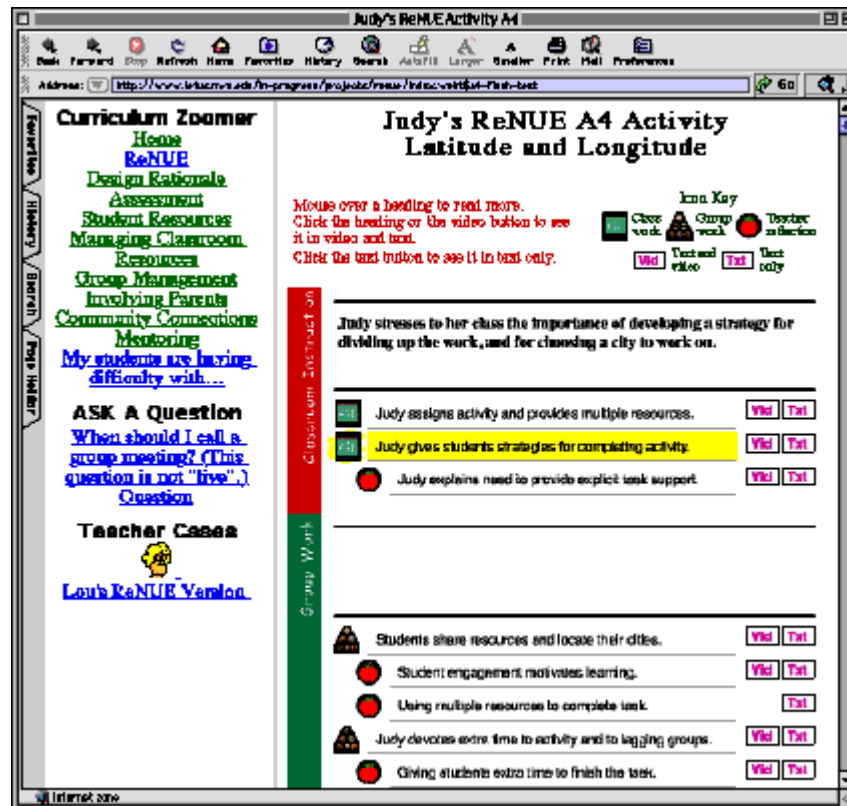 Judy's ReNUE Activity A4
Back Forward Stop Refresh Home Favorites History Search AutoFill Larger Smaller Print Mail Preferences
Address: Go
Favorites
History
Search
Page Holder
Curriculum Zoomer
Home
ReNUE
Design Rationale
Assessment
Student Resources
Managing Classroom
Resources
Group Management
Involving Parents
Community Connections
Mentoring
My students are having
difficulty with...
ASK A Question
When should I call a
group meeting? (This
question is not "live".)
Question
Teacher Cases
Lou's ReNUE Version
Judy's ReNUE A4 Activity
Latitude and Longitude
Mouse over a heading to read more.
Click the heading or the video button to see
it in video and text.
Click the text button to see it in text only.
Icon Key
Class work Group work Teacher reflection
Vid Text and video Txt Text only
Classroom Instruction
Judy stresses to her class the importance of developing a strategy for
dividing up the work, and for choosing a city to work on.
Judy assigns activity and provides multiple resources. Vid Txt
Judy gives students strategies for completing activity. Vid Txt
Judy explains need to provide explicit task support. Vid Txt
Group Work
Students share resources and locate their cities. Vid Txt
Student engagement motivates learning. Vid Txt
Using multiple resources to complete task. Txt
Judy devotes extra time to activity and to lagging groups. Vid Txt
Giving students extra time to finish the task. Vid Txt
Internet zone